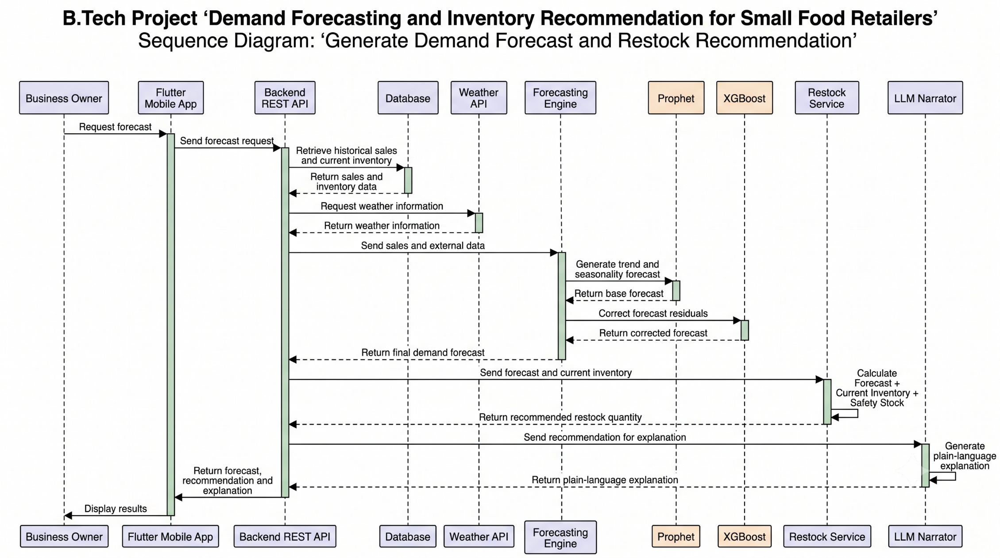 B.Tech Project ‘Demand Forecasting and Inventory Recommendation for Small Food Retailers’
Sequence Diagram: ‘Generate Demand Forecast and Restock Recommendation’
Business Owner
Flutter
Mobile App
Backend
REST API
Database
Weather
API
Forecasting
Engine
Prophet
XGBoost
Restock
Service
LLM Narrator
Request forecast
Send forecast request
Retrieve historical sales
and current inventory
Return sales and
inventory data
Request weather information
Return weather information
Send sales and external data
Generate trend and
seasonality forecast
Return base forecast
Correct forecast residuals
Return corrected forecast
Return final demand forecast
Send forecast and current inventory
Calculate
Forecast +
Current Inventory +
Safety Stock
Return recommended restock quantity
Send recommendation for explanation
Generate
plain-language
explanation
Return plain-language explanation
Return forecast,
recommendation and
explanation
Display results
Business Owner
Flutter Mobile App
Backend REST API
Database
Weather API
Forecasting
Engine
Prophet
XGBoost
Restock Service
LLM Narrator